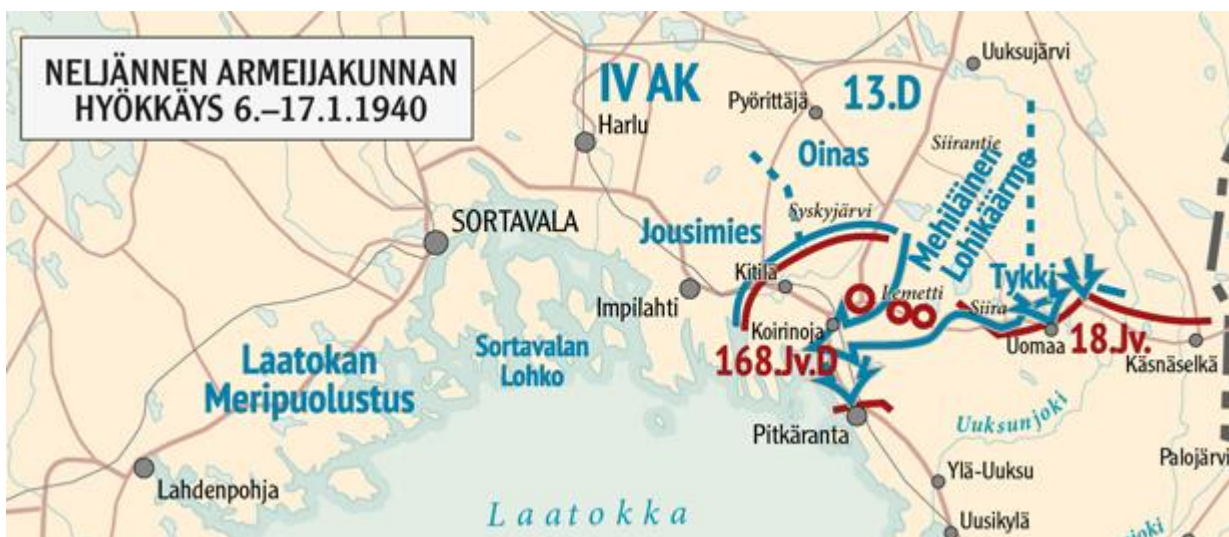 NELJÄNNEN ARMEIJAKUNNAN
HYÖKKÄYS 6.–17.1.1940
IV AK
13.D
Uuksujärvi
Pyörittäjä
Harlu
Oinas
Siirantie
Mehiläinen
Lohikäärme
SORTAVALA
Jousimies
Syskyjärvi
Kitilä
Tykki
Impilahti
Lemetti
Siira
Koirinoja
Uomaa
18.Jv.
Käsnäselkä
168.Jv.D
Laatokan
Meripuolustus
Sortavalan
Lohko
Pitkäranta
Uuksunjoki
Palojärvi
Lahdenpohja
Ylä-Uuksu
Laatokka
Uusikylä
joki